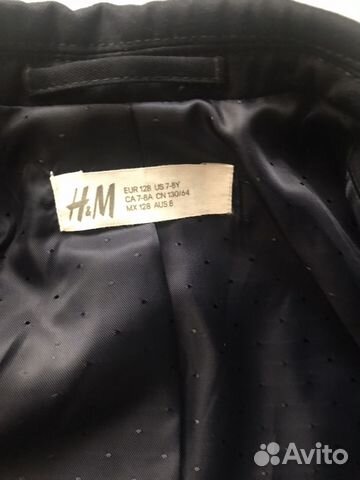 H&M
EUR 128 US 7-8Y
CA 7-8A CN 130/64
MX 128 AUS 8
Avito